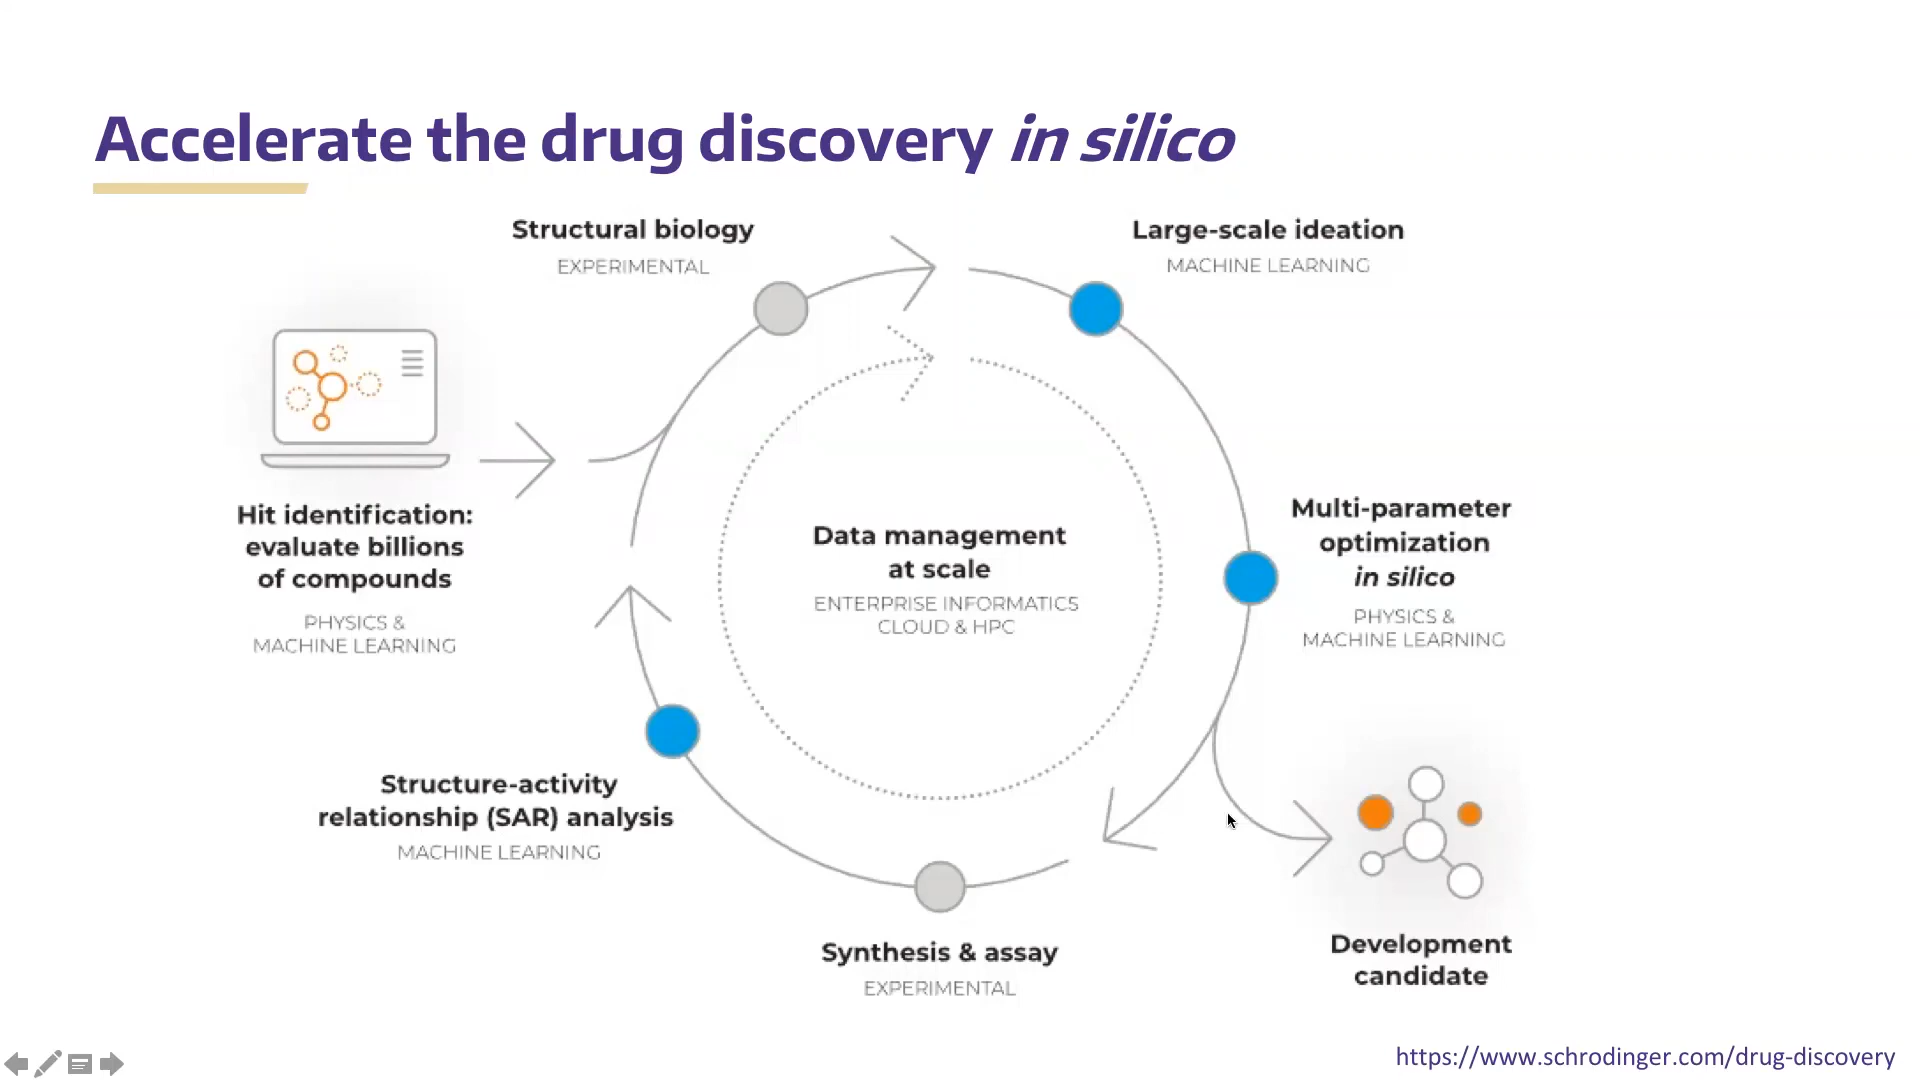 Accelerate the drug discovery in silico
Structural biology
EXPERIMENTAL
Large-scale ideation
MACHINE LEARNING
Hit identification:
evaluate billions
of compounds
PHYSICS &
MACHINE LEARNING
Data management
at scale
ENTERPRISE INFORMATICS
CLOUD & HPC
Multi-parameter
optimization
in silico
PHYSICS &
MACHINE LEARNING
Structure-activity
relationship (SAR) analysis
MACHINE LEARNING
Synthesis & assay
EXPERIMENTAL
Development
candidate
https://www.schrodinger.com/drug-discovery